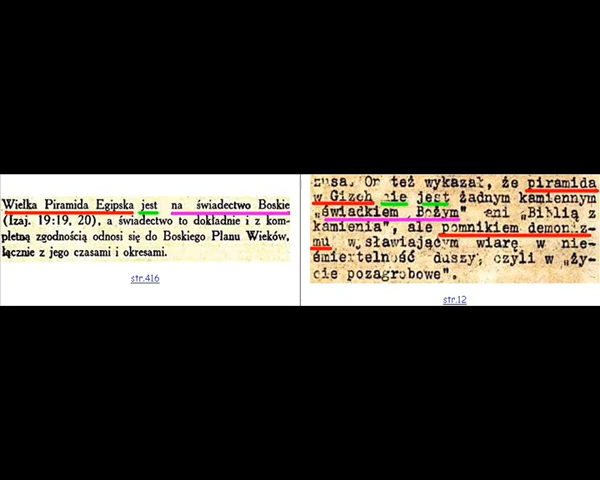 Wielka Piramida Egipska jest na świadectwo Boskie
(Izaj. 19:19, 20), a świadectwo to dokładnie i z kom-
pletną zgodnością odnosi się do Boskiego Planu Wieków,
łącznie z jego czasami i okresami.
str.416
zusa. On też wykazał, że piramida
w Gizeh nie jest żadnym kamiennym
„świadkiem Bożym" ani „Biblią z
kamienia", ale pomnikiem demoniz-
mu wysławiającym wiarę w nie-
śmiertelność duszy, czyli w „ży-
cie pozagrobowe".
str.12